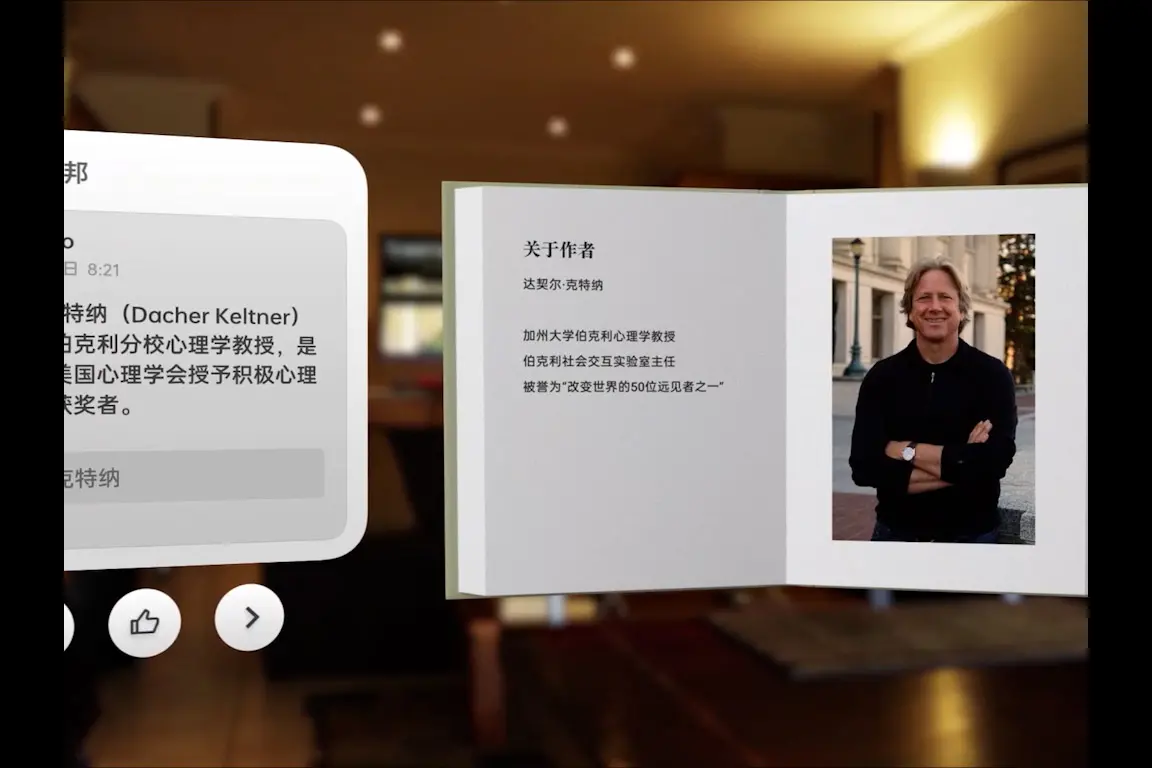 邦
o
日 8:21
特纳（Dacher Keltner）
伯克利分校心理学教授，是
美国心理学会授予积极心理
获奖者。
克特纳
关于作者
达契尔·克特纳
加州大学伯克利心理学教授
伯克利社会交互实验室主任
被誉为“改变世界的50位远见者之一”